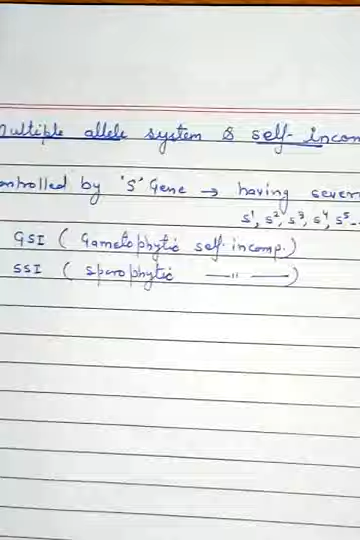 Multiple allele system & self-incom
ontrolled by 'S' Gene → having sever
S¹, S², S³, S⁴, S⁵--
GSI ( Gametophytic self-incomp.)
SSI ( sporophytic —"— )